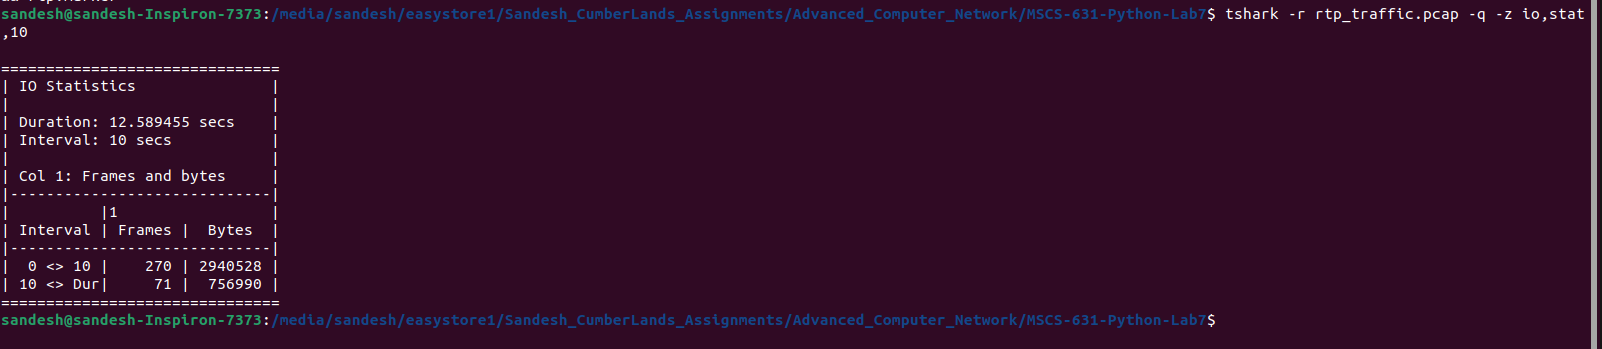 sandesh@sandesh-Inspiron-7373:/media/sandesh/easystore1/Sandesh_CumberLands_Assignments/Advanced_Computer_Network/MSCS-631-Python-Lab7$ tshark -r rtp_traffic.pcap -q -z io,stat
,10

===============================
| IO Statistics               |
|                             |
| Duration: 12.589455 secs    |
| Interval: 10 secs           |
|                             |
| Col 1: Frames and bytes     |
|-----------------------------|
|          |1                 |
| Interval | Frames |  Bytes  |
|-----------------------------|
|  0 <> 10 |    270 | 2940528 |
| 10 <> Dur|     71 |  756990 |
===============================
sandesh@sandesh-Inspiron-7373:/media/sandesh/easystore1/Sandesh_CumberLands_Assignments/Advanced_Computer_Network/MSCS-631-Python-Lab7$